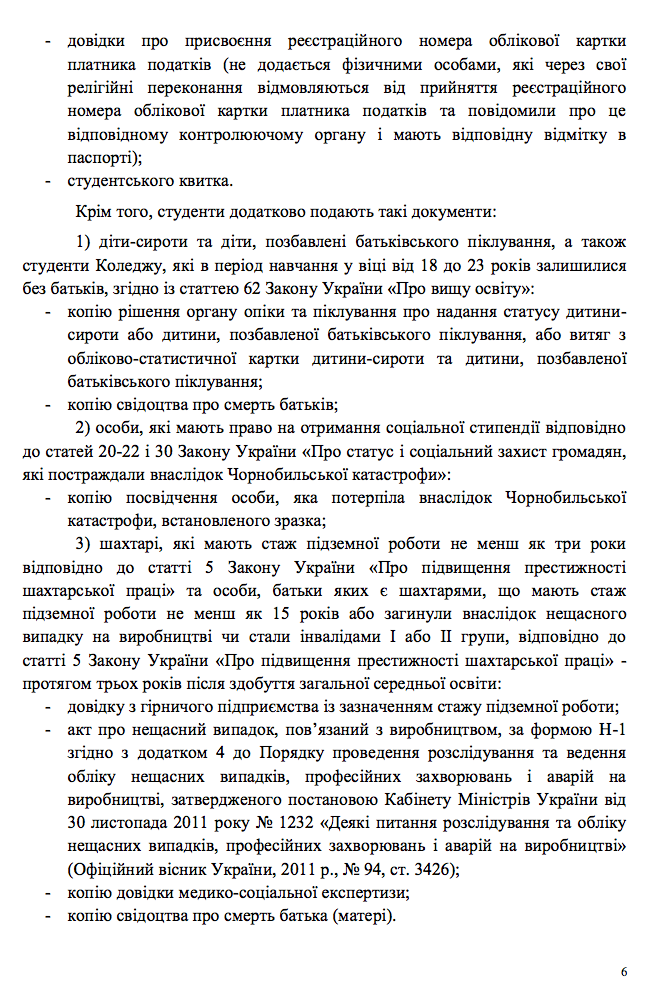 - довідки про присвоєння реєстраційного номера облікової картки
платника податків (не додається фізичними особами, які через свої
релігійні переконання відмовляються від прийняття реєстраційного
номера облікової картки платника податків та повідомили про це
відповідному контролюючому органу і мають відповідну відмітку в
паспорті);
- студентського квитка.
Крім того, студенти додатково подають такі документи:
1) діти-сироти та діти, позбавлені батьківського піклування, а також
студенти Коледжу, які в період навчання у віці від 18 до 23 років залишилися
без батьків, згідно із статтею 62 Закону України «Про вищу освіту»:
- копію рішення органу опіки та піклування про надання статусу дитини-
сироти або дитини, позбавленої батьківського піклування, або витяг з
обліково-статистичної картки дитини-сироти та дитини, позбавленої
батьківського піклування;
- копію свідоцтва про смерть батьків;
2) особи, які мають право на отримання соціальної стипендії відповідно
до статей 20-22 і 30 Закону України «Про статус і соціальний захист громадян,
які постраждали внаслідок Чорнобильської катастрофи»:
- копію посвідчення особи, яка потерпіла внаслідок Чорнобильської
катастрофи, встановленого зразка;
3) шахтарі, які мають стаж підземної роботи не менш як три роки
відповідно до статті 5 Закону України «Про підвищення престижності
шахтарської праці» та особи, батьки яких є шахтарями, що мають стаж
підземної роботи не менш як 15 років або загинули внаслідок нещасного
випадку на виробництві чи стали інвалідами I або II групи, відповідно до
статті 5 Закону України «Про підвищення престижності шахтарської праці» -
протягом трьох років після здобуття загальної середньої освіти:
- довідку з гірничого підприємства із зазначенням стажу підземної роботи;
- акт про нещасний випадок, пов’язаний з виробництвом, за формою Н-1
згідно з додатком 4 до Порядку проведення розслідування та ведення
обліку нещасних випадків, професійних захворювань і аварій на
виробництві, затвердженого постановою Кабінету Міністрів України від
30 листопада 2011 року № 1232 «Деякі питання розслідування та обліку
нещасних випадків, професійних захворювань і аварій на виробництві»
(Офіційний вісник України, 2011 р., № 94, ст. 3426);
- копію довідки медико-соціальної експертизи;
- копію свідоцтва про смерть батька (матері).
6